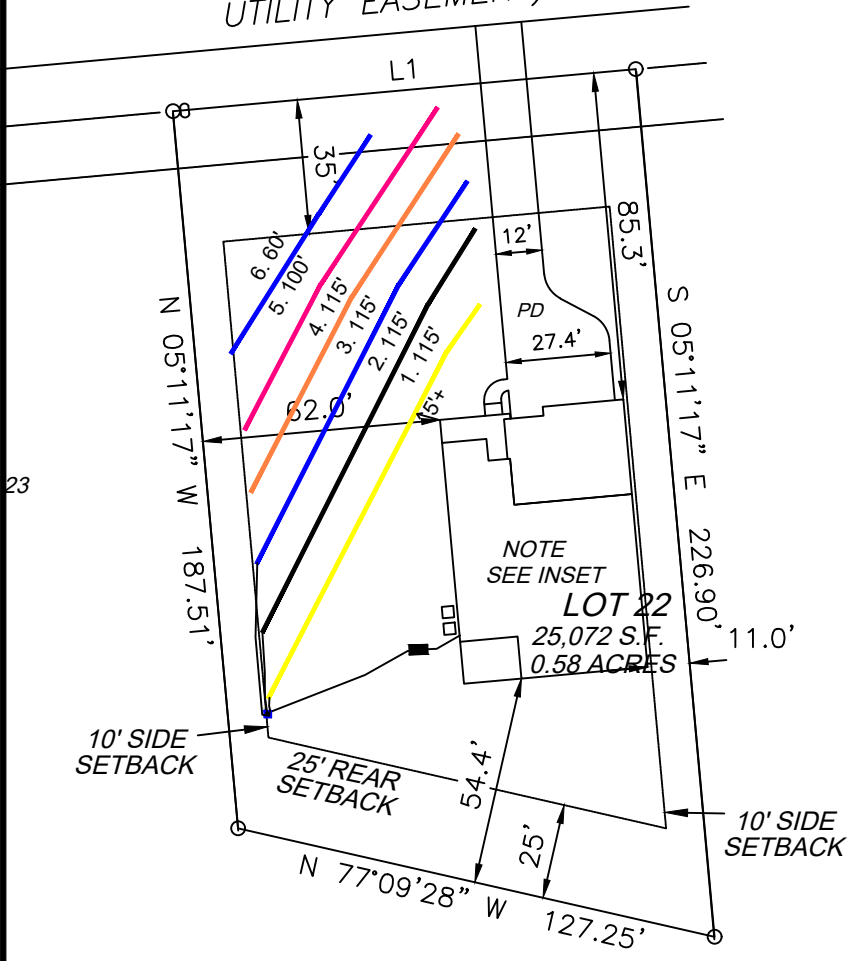 UTILITY EASEMENT
L1
35'
85.3'
12'
PD
27.4'
6. 60'
5. 100'
4. 115'
3. 115'
2. 115'
1. 115'
15'+
62.0'
N 05°11'17" W 187.51'
S 05°11'17" E 226.90'
23
NOTE
SEE INSET
LOT 22
25,072 S.F.
0.58 ACRES
11.0'
10' SIDE
SETBACK
25' REAR
SETBACK
54.4'
25'
10' SIDE
SETBACK
N 77°09'28" W 127.25'